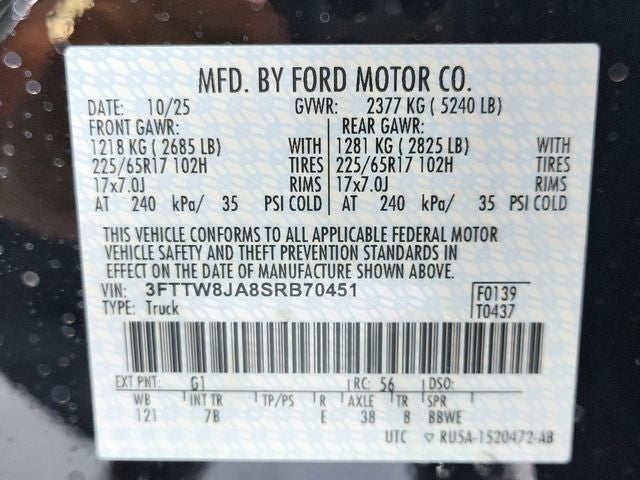 MFD. BY FORD MOTOR CO.
DATE: 10/25 GVWR: 2377 KG ( 5240 LB)
FRONT GAWR: REAR GAWR:
1218 KG ( 2685 LB) WITH 1281 KG ( 2825 LB) WITH
225/65R17 102H TIRES 225/65R17 102H TIRES
17x7.0J RIMS 17x7.0J RIMS
AT 240 kPa/ 35 PSI COLD AT 240 kPa/ 35 PSI COLD
THIS VEHICLE CONFORMS TO ALL APPLICABLE FEDERAL MOTOR
VEHICLE SAFETY AND THEFT PREVENTION STANDARDS IN
EFFECT ON THE DATE OF MANUFACTURE SHOWN ABOVE.
VIN: 3FTTW8JA8SRB70451 F0139
TYPE: Truck T0437
EXT PNT: G1 RC: 56 DSO:
WB INT TR TP/PS R AXLE TR SPR
121 7B E 38 8 BBWE
UTC ▽ RU5A-1520472-AB